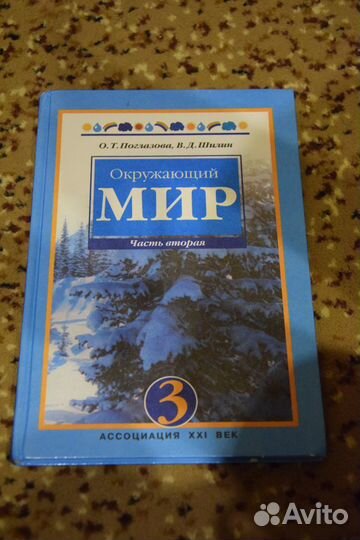 О. Т. Поглазова, В. Д. Шилин
Окружающий
МИР
Часть вторая
3
АССОЦИАЦИЯ XXI ВЕК
Avito